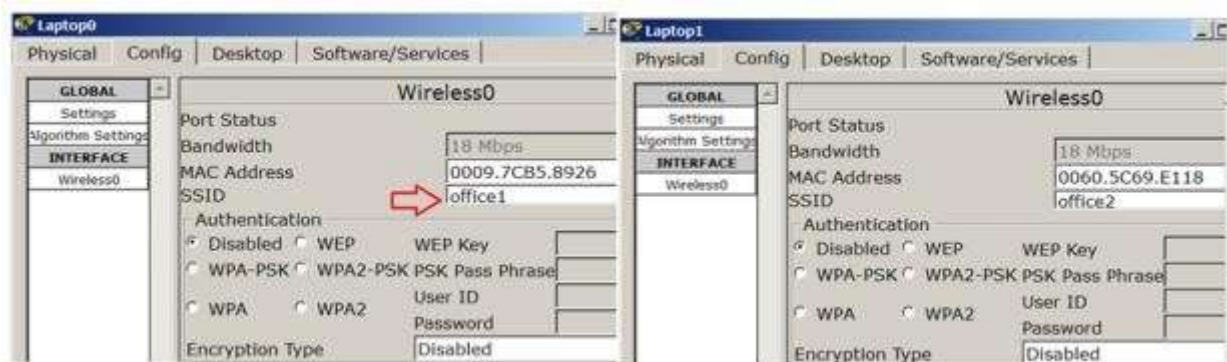 Laptop0
Physical Config Desktop Software/Services
GLOBAL
Settings
Algorithm Settings
INTERFACE
Wireless0
Wireless0
Port Status
Bandwidth 18 Mbps
MAC Address 0009.7CB5.8926
SSID office1
Authentication
Disabled WEP WEP Key
WPA-PSK WPA2-PSK PSK Pass Phrase
WPA WPA2 User ID
Password
Encryption Type Disabled
Laptop1
Physical Config Desktop Software/Services
GLOBAL
Settings
Algorithm Settings
INTERFACE
Wireless0
Wireless0
Port Status
Bandwidth 18 Mbps
MAC Address 0060.5C69.E118
SSID office2
Authentication
Disabled WEP WEP Key
WPA-PSK WPA2-PSK PSK Pass Phrase
WPA WPA2 User ID
Password
Encryption Type Disabled